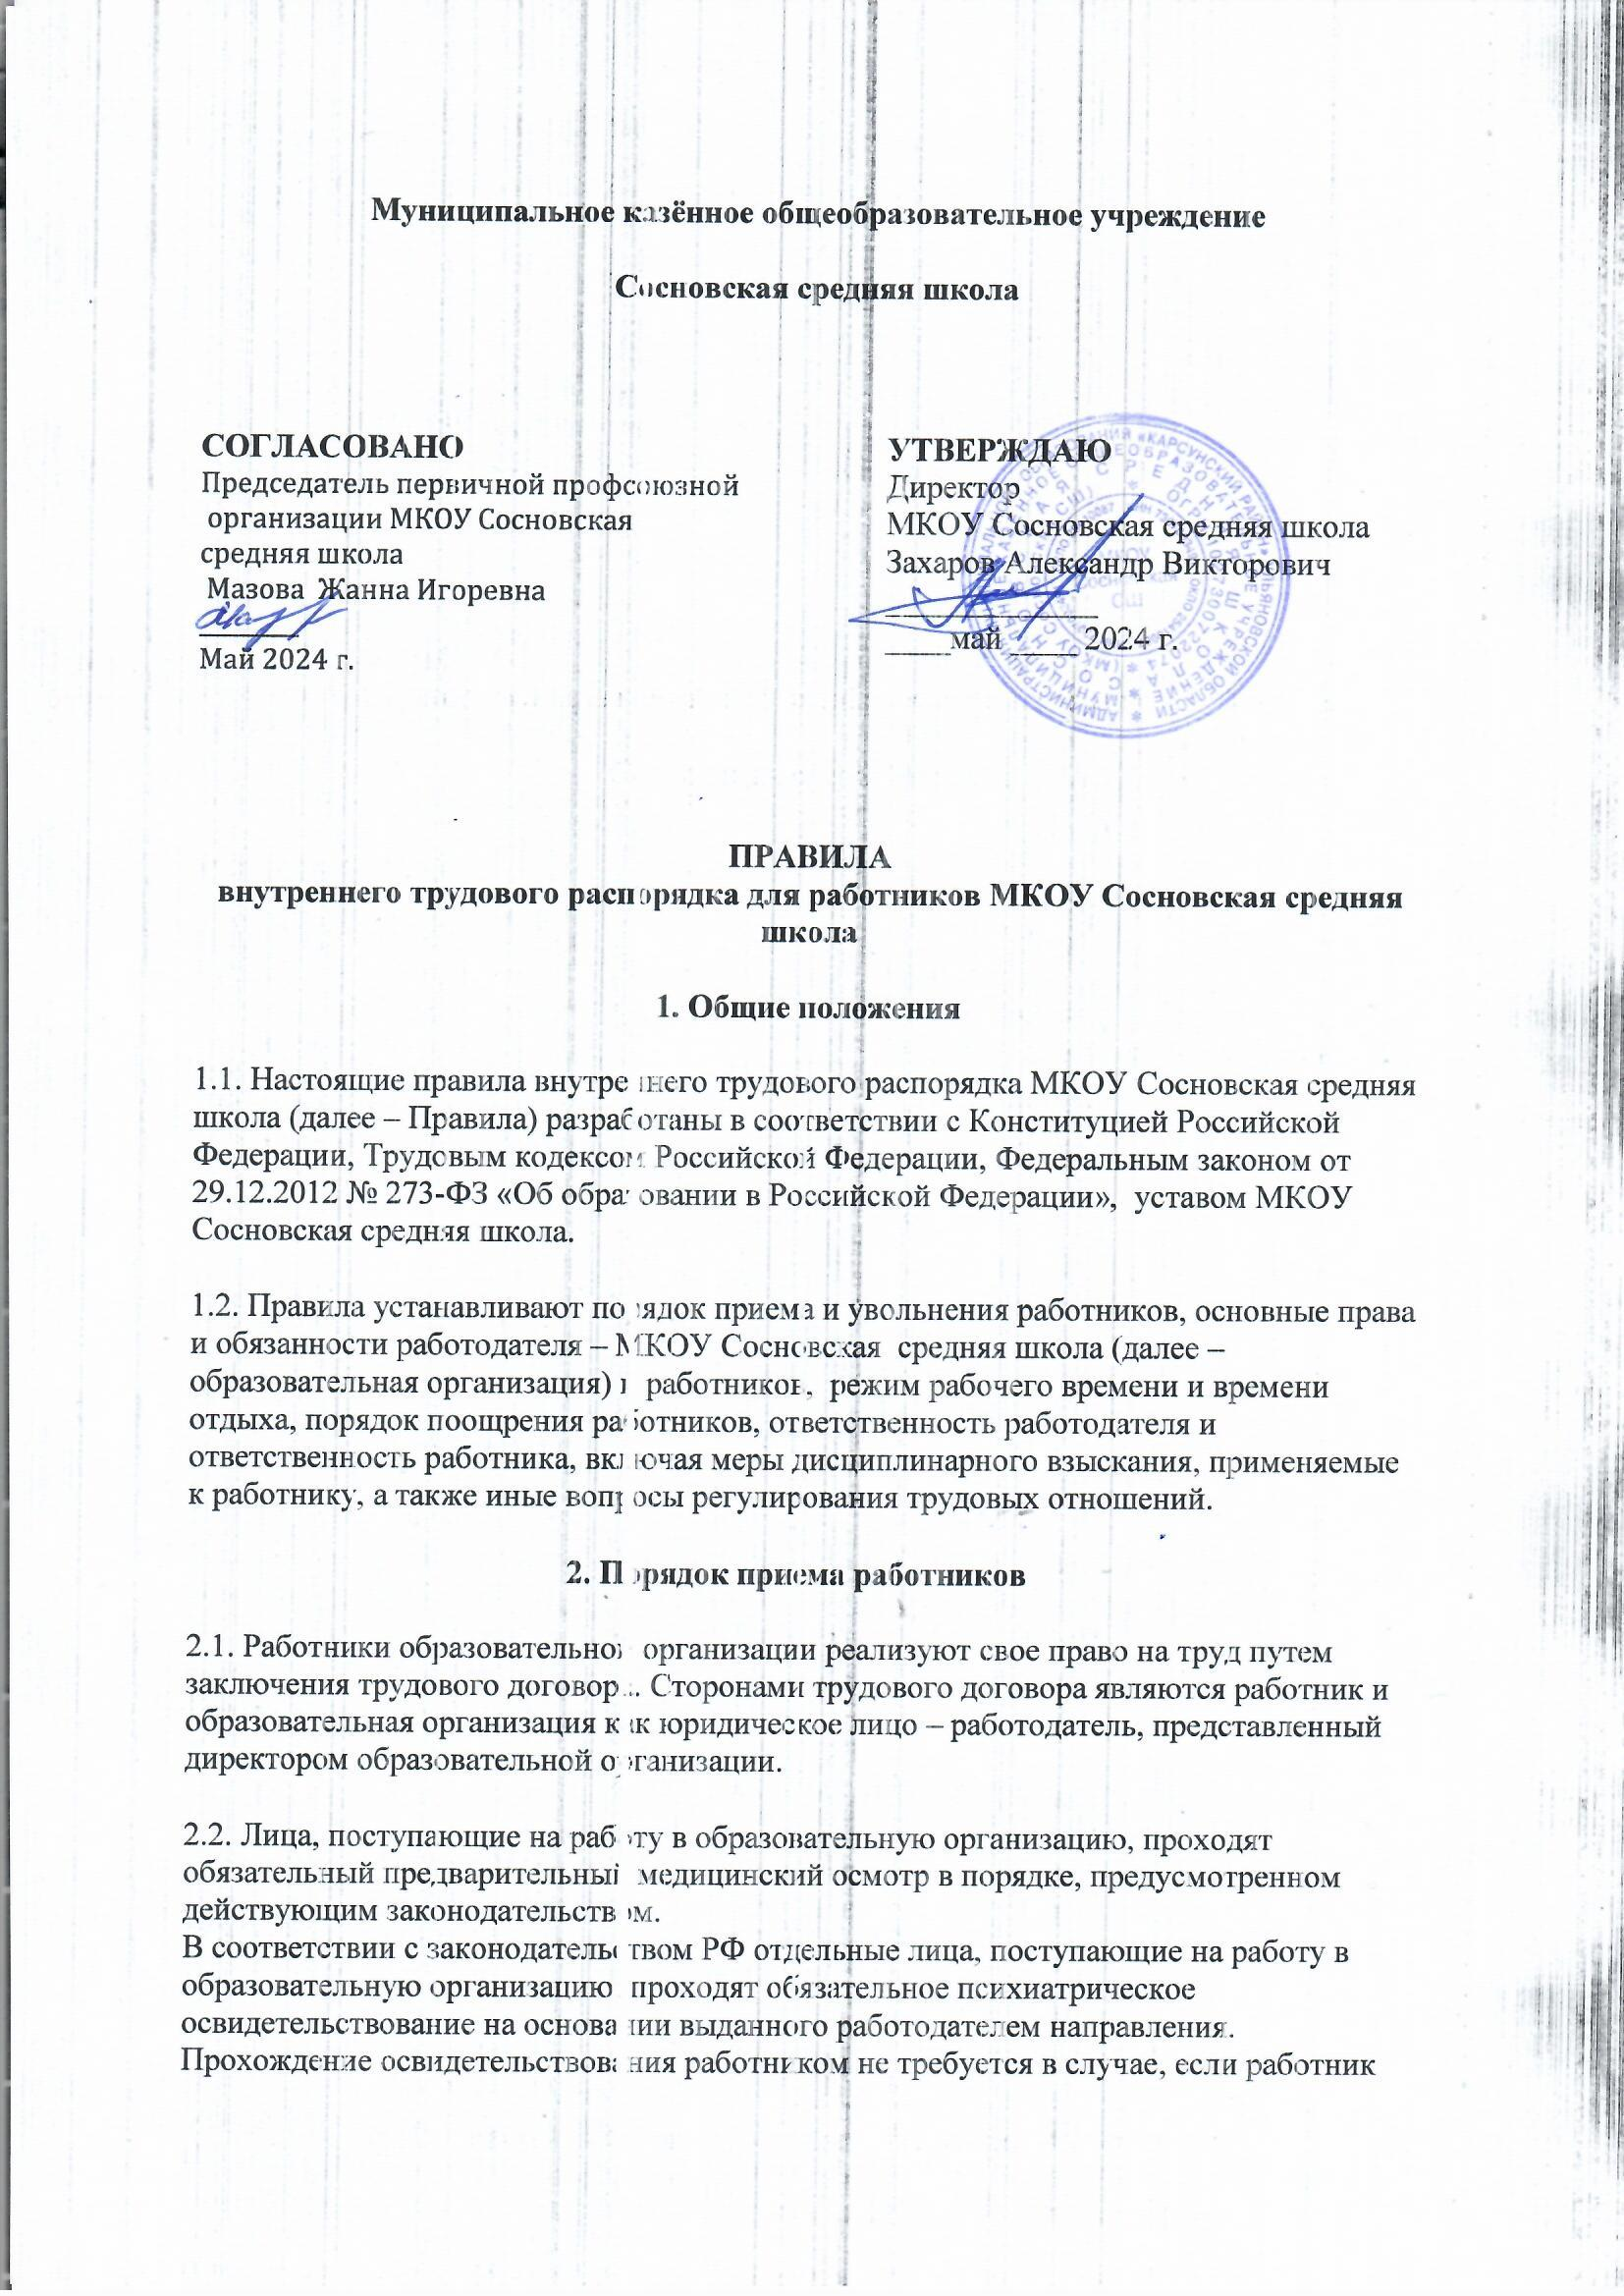 Муниципальное казённое общеобразовательное учреждение
Сосновская средняя школа
СОГЛАСОВАНО
Председатель первичной профсоюзной
организации МКОУ Сосновская
средняя школа
Мазова Жанна Игоревна
Май 2024 г.
УТВЕРЖДАЮ
Директор
МКОУ Сосновская средняя школа
Захаров Александр Викторович
_____май _____ 2024 г.
ПРАВИЛА
внутреннего трудового распорядка для работников МКОУ Сосновская средняя
школа
1. Общие положения
1.1. Настоящие правила внутреннего трудового распорядка МКОУ Сосновская средняя
школа (далее – Правила) разработаны в соответствии с Конституцией Российской
Федерации, Трудовым кодексом Российской Федерации, Федеральным законом от
29.12.2012 № 273-ФЗ «Об образовании в Российской Федерации», уставом МКОУ
Сосновская средняя школа.
1.2. Правила устанавливают порядок приема и увольнения работников, основные права
и обязанности работодателя – МКОУ Сосновская средняя школа (далее –
образовательная организация) и работников, режим рабочего времени и времени
отдыха, порядок поощрения работников, ответственность работодателя и
ответственность работника, включая меры дисциплинарного взыскания, применяемые
к работнику, а также иные вопросы регулирования трудовых отношений.
2. Порядок приема работников
2.1. Работники образовательной организации реализуют свое право на труд путем
заключения трудового договора. Сторонами трудового договора являются работник и
образовательная организация как юридическое лицо – работодатель, представленный
директором образовательной организации.
2.2. Лица, поступающие на работу в образовательную организацию, проходят
обязательный предварительный медицинский осмотр в порядке, предусмотренном
действующим законодательством.
В соответствии с законодательством РФ отдельные лица, поступающие на работу в
образовательную организацию проходят обязательное психиатрическое
освидетельствование на основании выданного работодателем направления.
Прохождение освидетельствования работником не требуется в случае, если работник